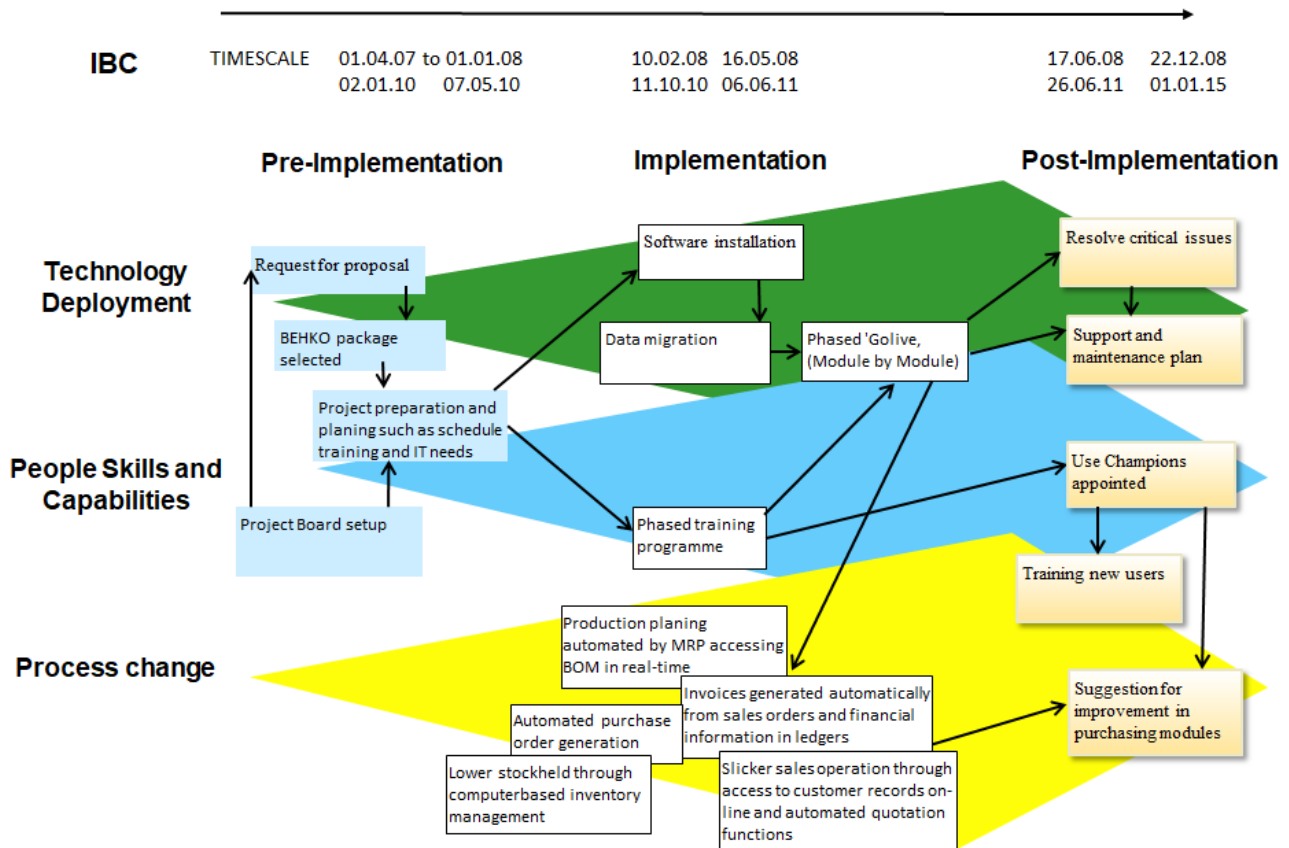 IBC
TIMESCALE 01.04.07 to 01.01.08 10.02.08 16.05.08 17.06.08 22.12.08
02.01.10 07.05.10 11.10.10 06.06.11 26.06.11 01.01.15
Pre-Implementation Implementation Post-Implementation
Technology
Deployment
Request for proposal
BEHKO package
selected
Software installation
Data migration
Phased 'Golive,
(Module by Module)
Resolve critical issues
Support and
maintenance plan
People Skills and
Capabilities
Project preparation and
planing such as schedule
training and IT needs
Project Board setup
Phased training
programme
Use Champions
appointed
Training new users
Process change
Production planing
automated by MRP accessing
BOM in real-time
Invoices generated automatically
from sales orders and financial
information in ledgers
Automated purchase
order generation
Lower stockheld through
computerbased inventory
management
Slicker sales operation through
access to customer records on-
line and automated quotation
functions
Suggestion for
improvement in
purchasing modules